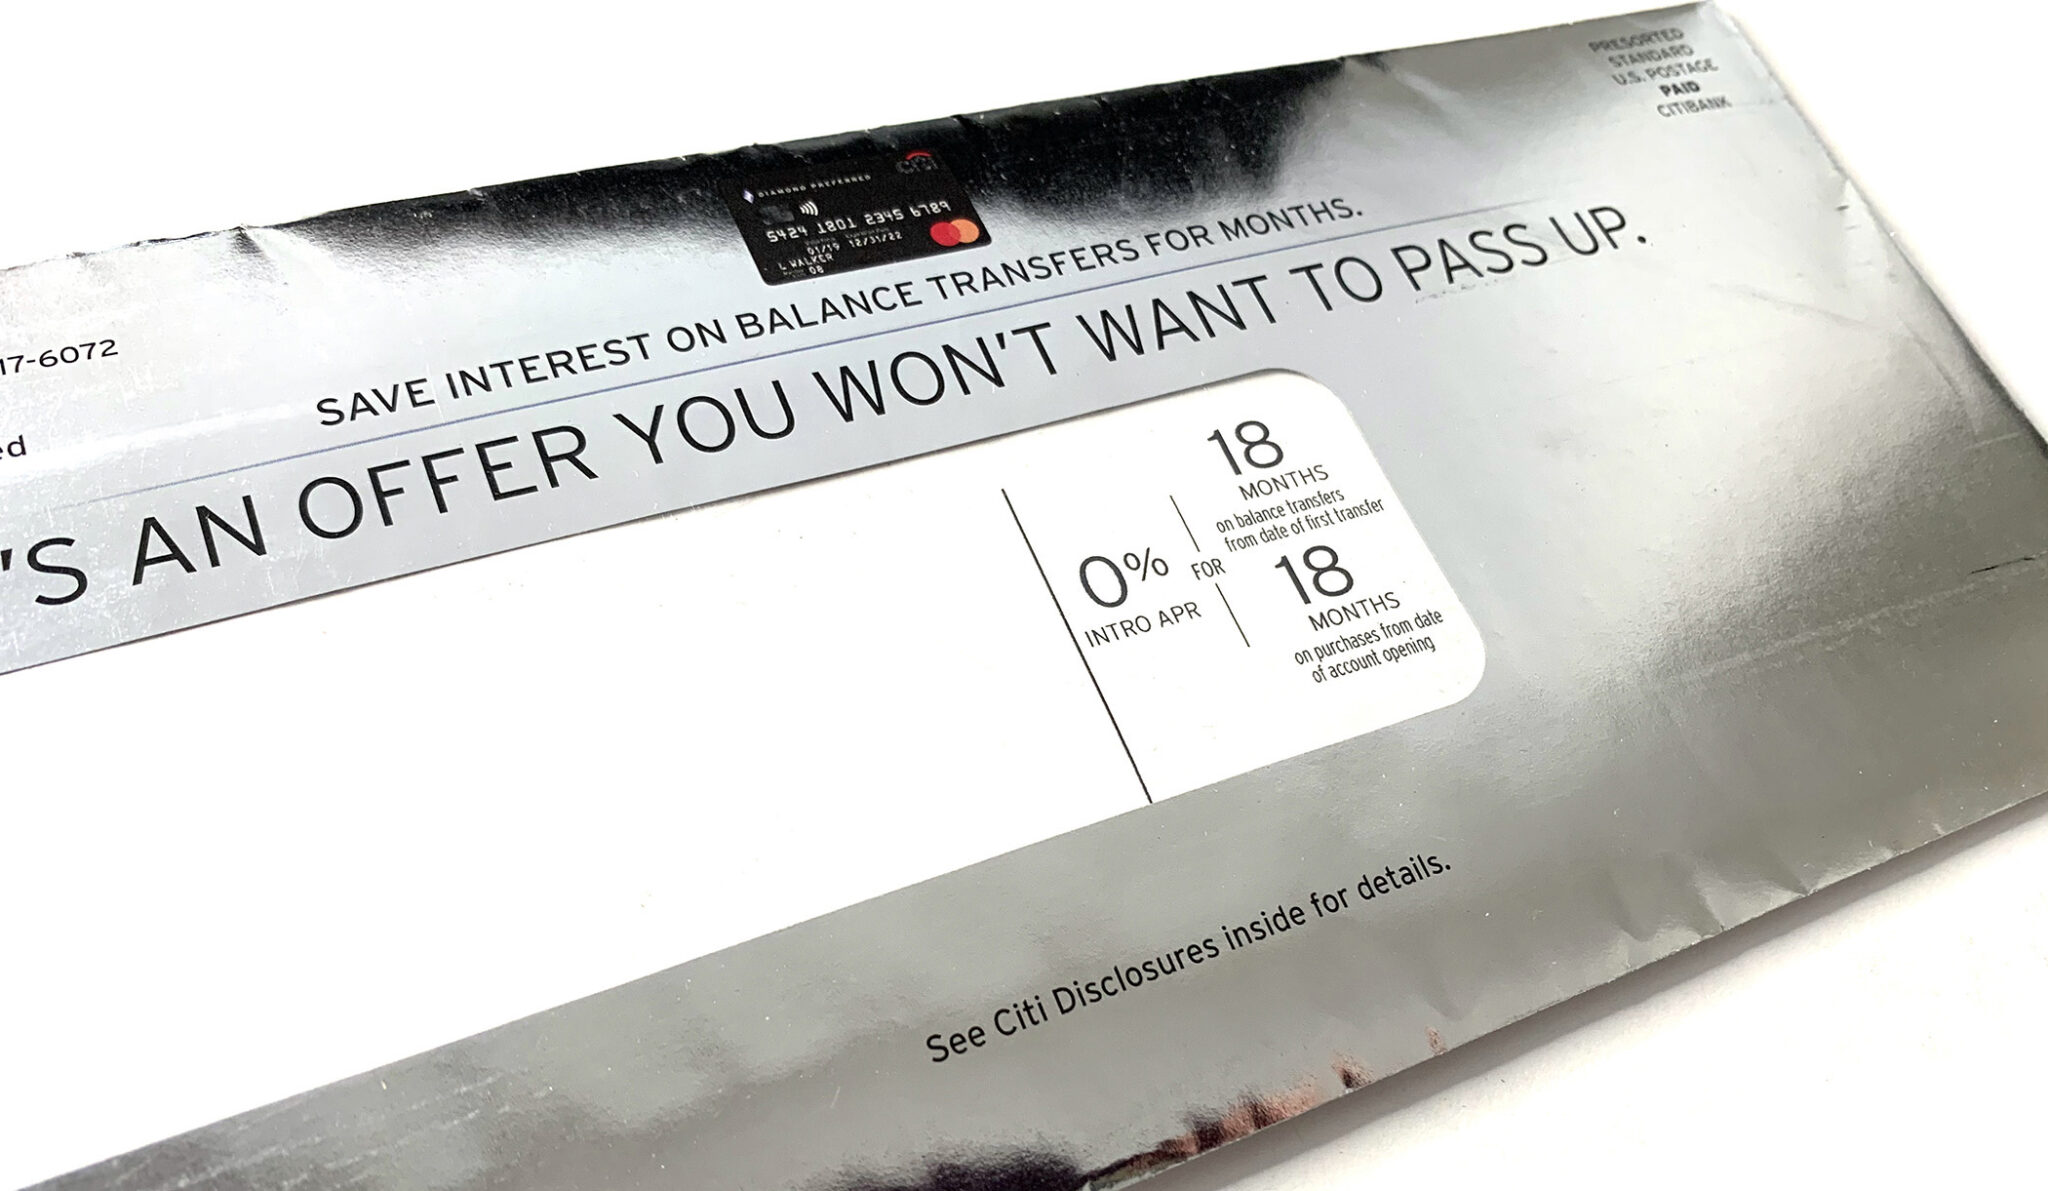 PRESORTED
STANDARD
U.S. POSTAGE
PAID
CITIBANK
DIAMOND PREFERRED
citi
5424 1801 2345 6789
01/19 12/31/22
L WALKER
08
17-6072
SAVE INTEREST ON BALANCE TRANSFERS FOR MONTHS.
ed
'S AN OFFER YOU WON'T WANT TO PASS UP.
0%
INTRO APR
FOR
18
MONTHS
on balance transfers
from date of first transfer
18
MONTHS
on purchases from date
of account opening
See Citi Disclosures inside for details.